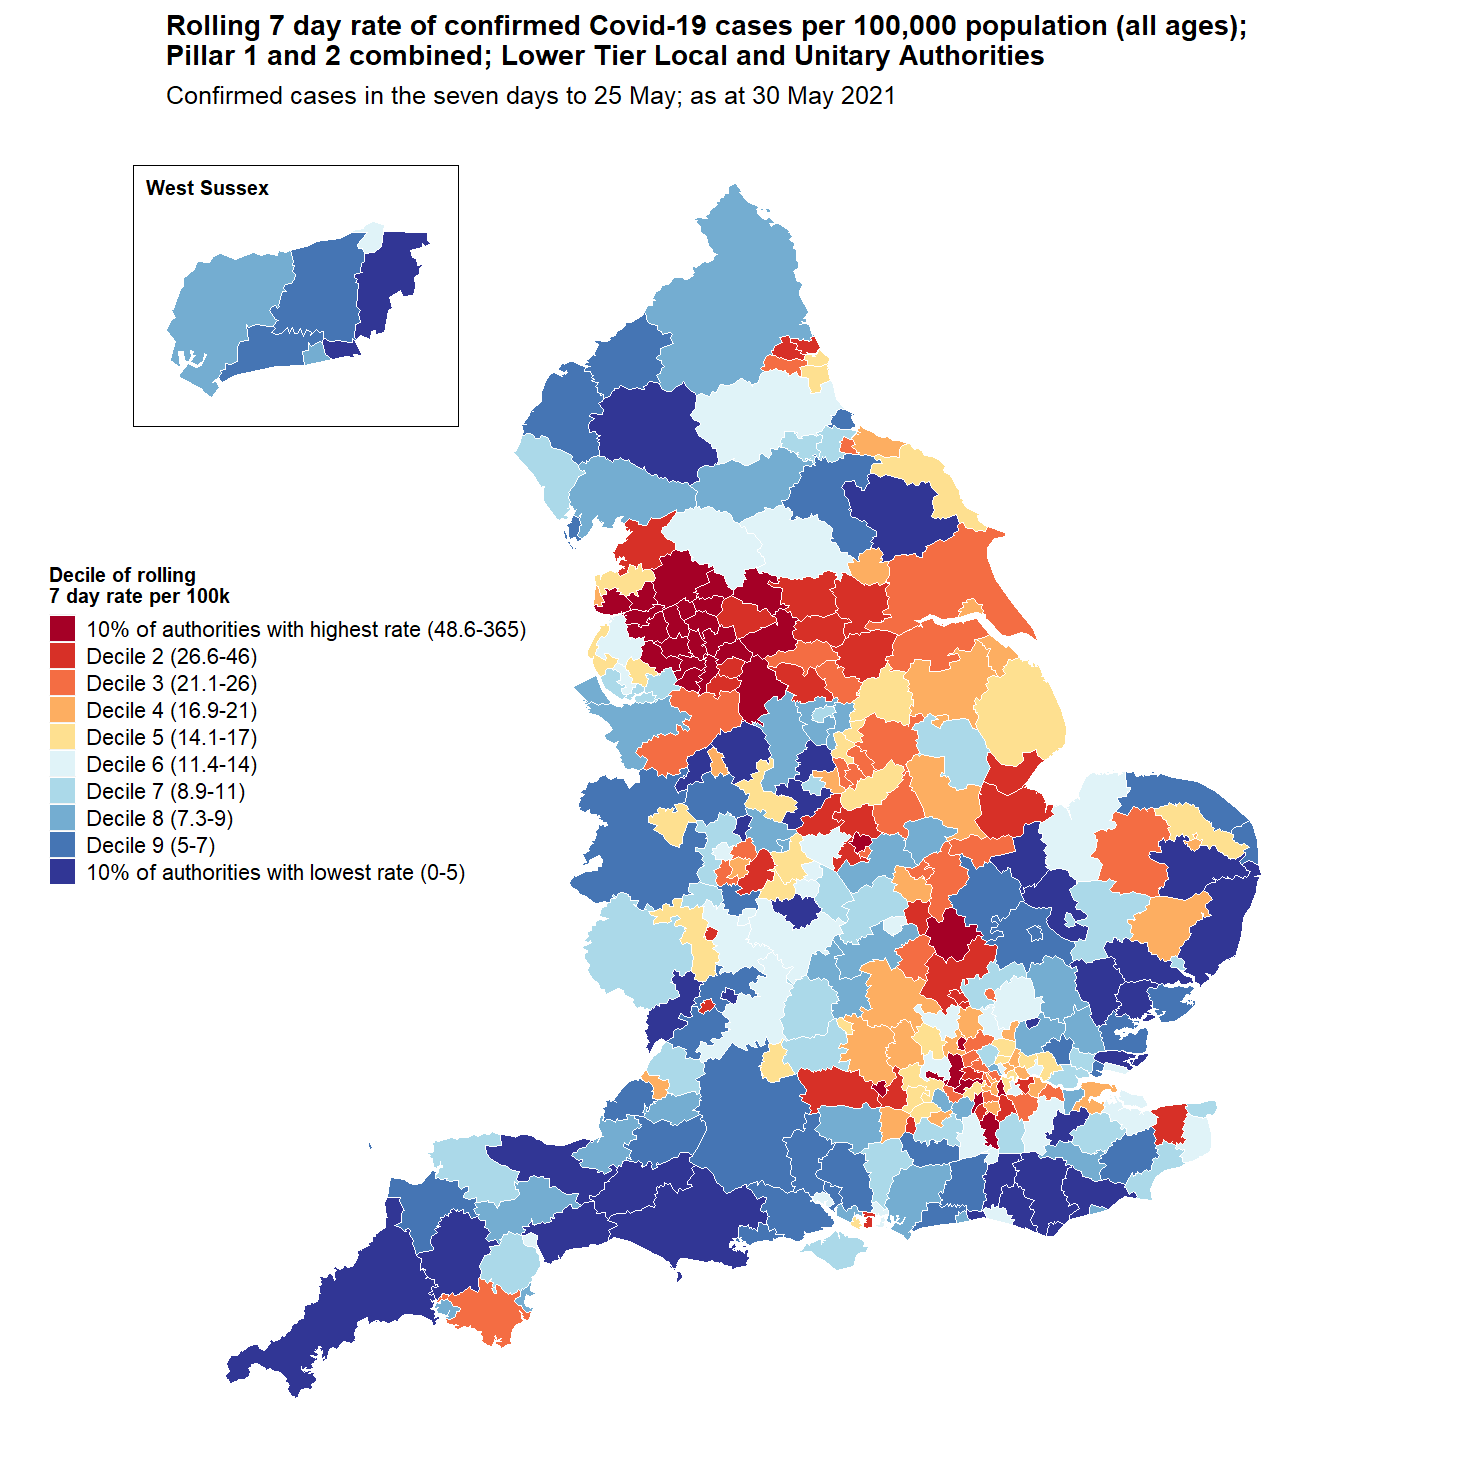 Rolling 7 day rate of confirmed Covid-19 cases per 100,000 population (all ages);
Pillar 1 and 2 combined; Lower Tier Local and Unitary Authorities
Confirmed cases in the seven days to 25 May; as at 30 May 2021
West Sussex
Decile of rolling
7 day rate per 100k
10% of authorities with highest rate (48.6-365)
Decile 2 (26.6-46)
Decile 3 (21.1-26)
Decile 4 (16.9-21)
Decile 5 (14.1-17)
Decile 6 (11.4-14)
Decile 7 (8.9-11)
Decile 8 (7.3-9)
Decile 9 (5-7)
10% of authorities with lowest rate (0-5)